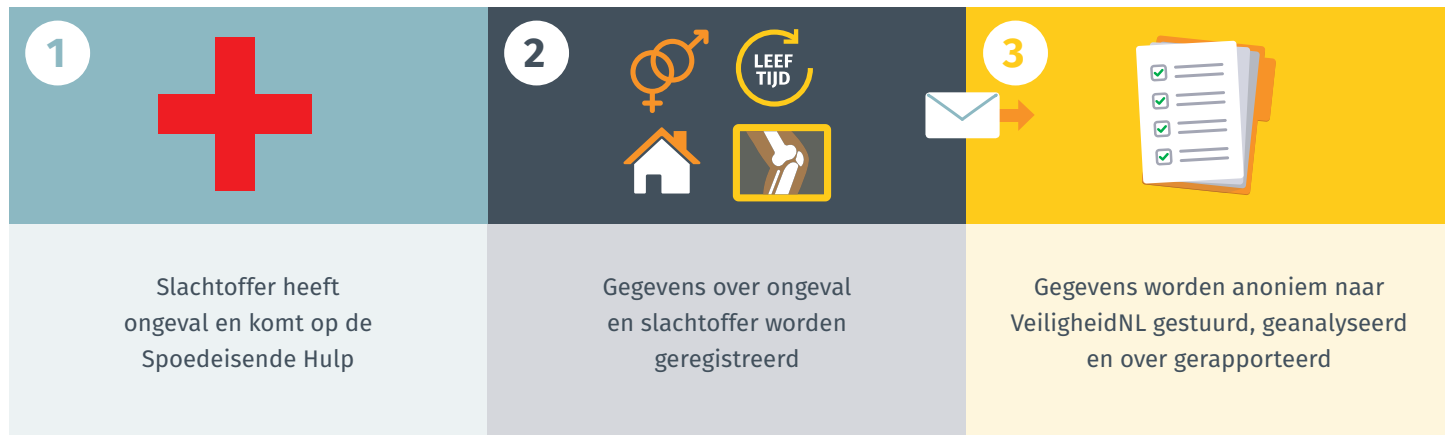 1
Slachtoffer heeft
ongeval en komt op de
Spoedeisende Hulp
2
LEEF
TIJD
Gegevens over ongeval
en slachtoffer worden
geregistreerd
3
Gegevens worden anoniem naar
VeiligheidNL gestuurd, geanalyseerd
en over gerapporteerd